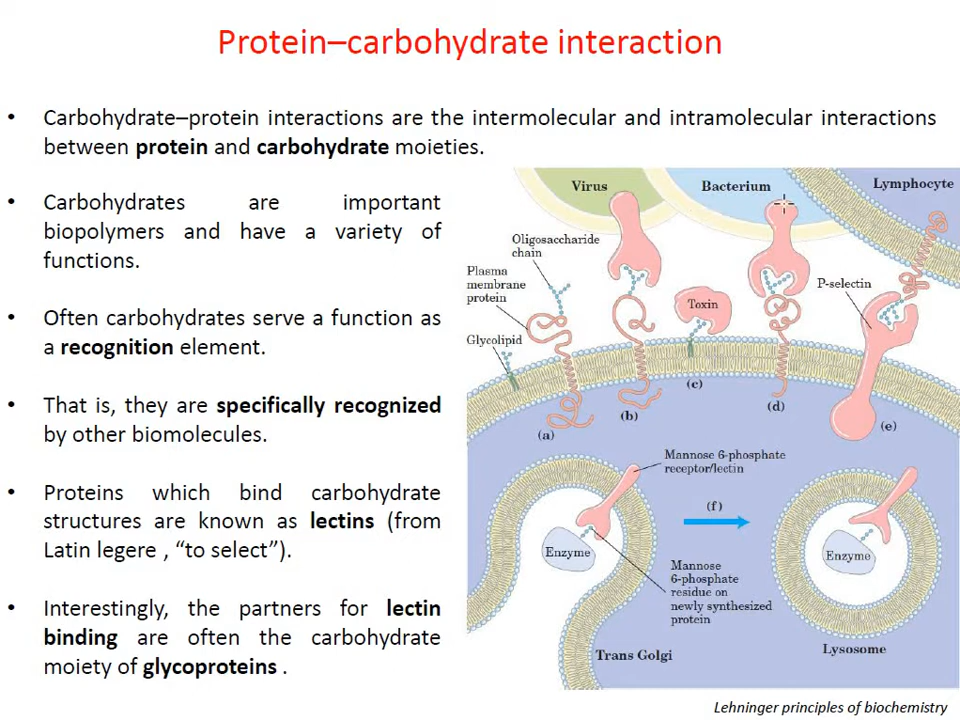 Protein–carbohydrate interaction
• Carbohydrate–protein interactions are the intermolecular and intramolecular interactions
between protein and carbohydrate moieties.
• Carbohydrates are important
biopolymers and have a variety of
functions.
• Often carbohydrates serve a function as
a recognition element.
• That is, they are specifically recognized
by other biomolecules.
• Proteins which bind carbohydrate
structures are known as lectins (from
Latin legere , “to select”).
• Interestingly, the partners for lectin
binding are often the carbohydrate
moiety of glycoproteins .
Virus
Bacterium
Lymphocyte
Oligosaccharide
chain
Plasma
membrane
protein
Glycolipid
Toxin
P-selectin
(a)
(b)
(c)
(d)
(e)
Mannose 6-phosphate
receptor/lectin
(f)
Enzyme
Enzyme
Mannose
6-phosphate
residue on
newly synthesized
protein
Trans Golgi
Lysosome
Lehninger principles of biochemistry